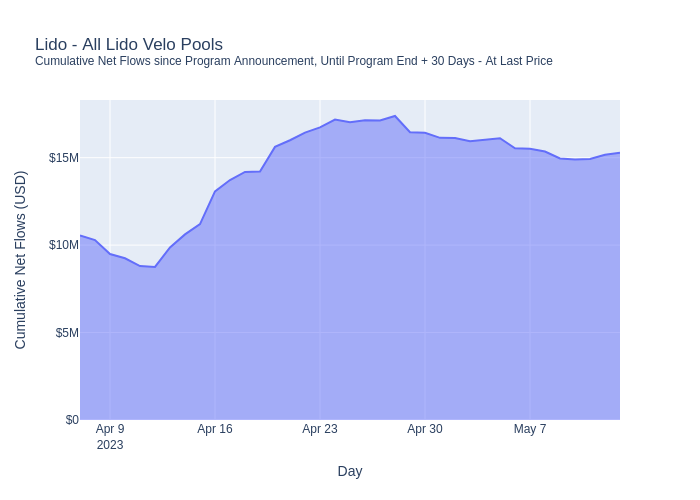 Lido - All Lido Velo Pools
Cumulative Net Flows since Program Announcement, Until Program End + 30 Days - At Last Price
Cumulative Net Flows (USD)
$15M
$10M
$5M
$0
Apr 9 Apr 16 Apr 23 Apr 30 May 7
2023
Day